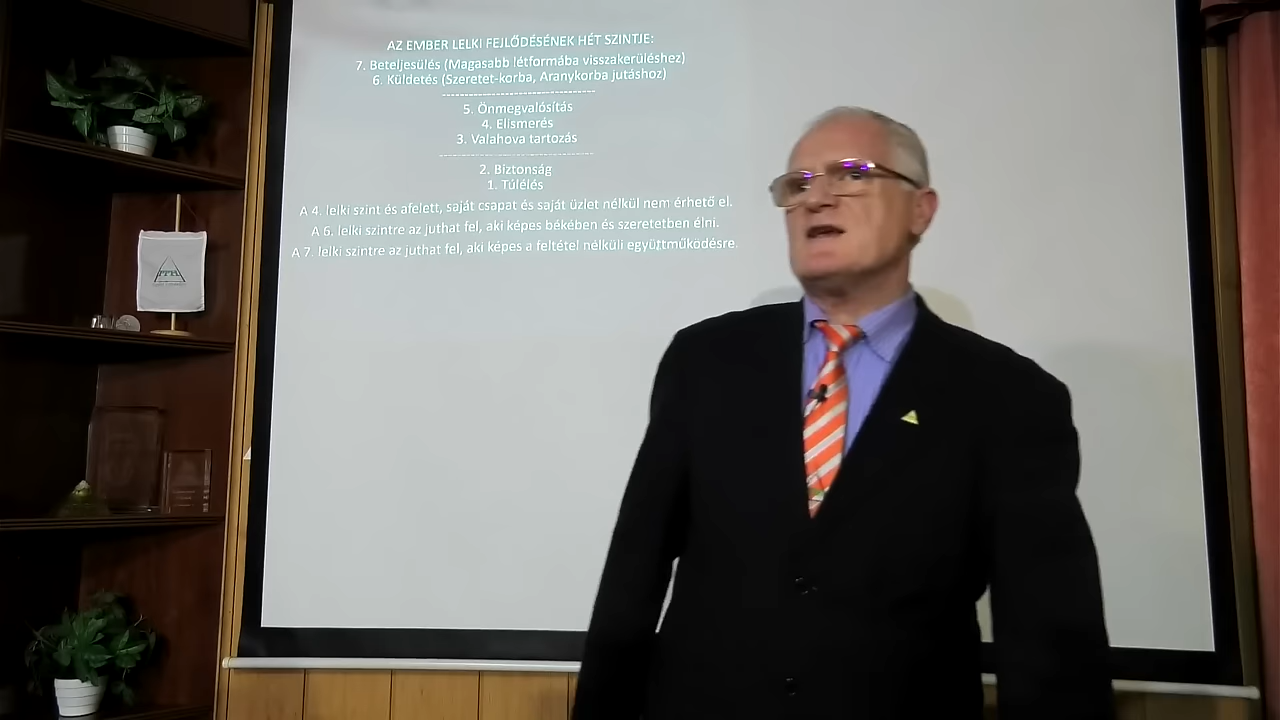 AZ EMBER LELKI FEJLŐDÉSÉNEK HÉT SZINTJE:
7. Beteljesülés (Magasabb létformába visszakerüléshez)
6. Küldetés (Szeretet-korba, Aranykorba jutáshoz)
5. Önmegvalósítás
4. Elismerés
3. Valahova tartozás
2. Biztonság
1. Túlélés
A 4. lelki szint és afelett, saját csapat és saját üzlet nélkül nem érhető el.
A 6. lelki szintre az juthat fel, aki képes békében és szeretetben élni.
A 7. lelki szintre az juthat fel, aki képes a feltétel nélküli együttműködésre.